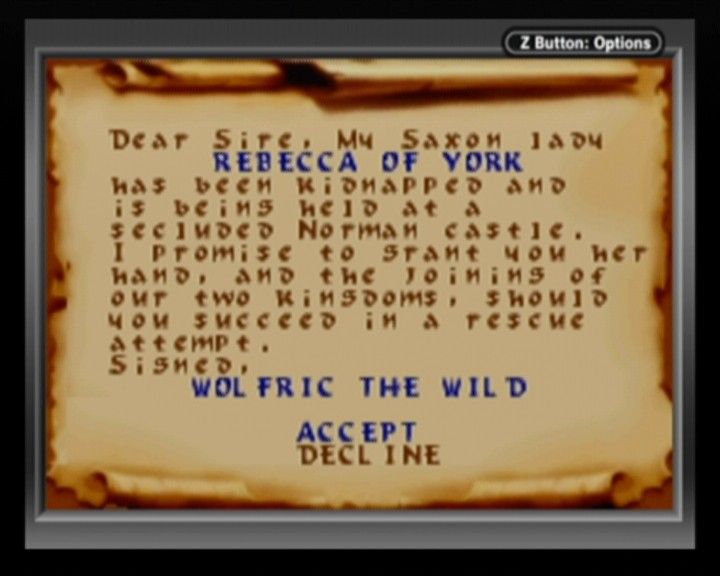 Z Button: Options
Dear Sire, My Saxon lady
REBECCA OF YORK
has been kidnapped and
is being held at a
secluded Norman castle.
I promise to grant you her
hand, and the joining of
our two kingdoms, should
you succeed in a rescue
attempt.
Signed,
WOLFRIC THE WILD
ACCEPT
DECLINE